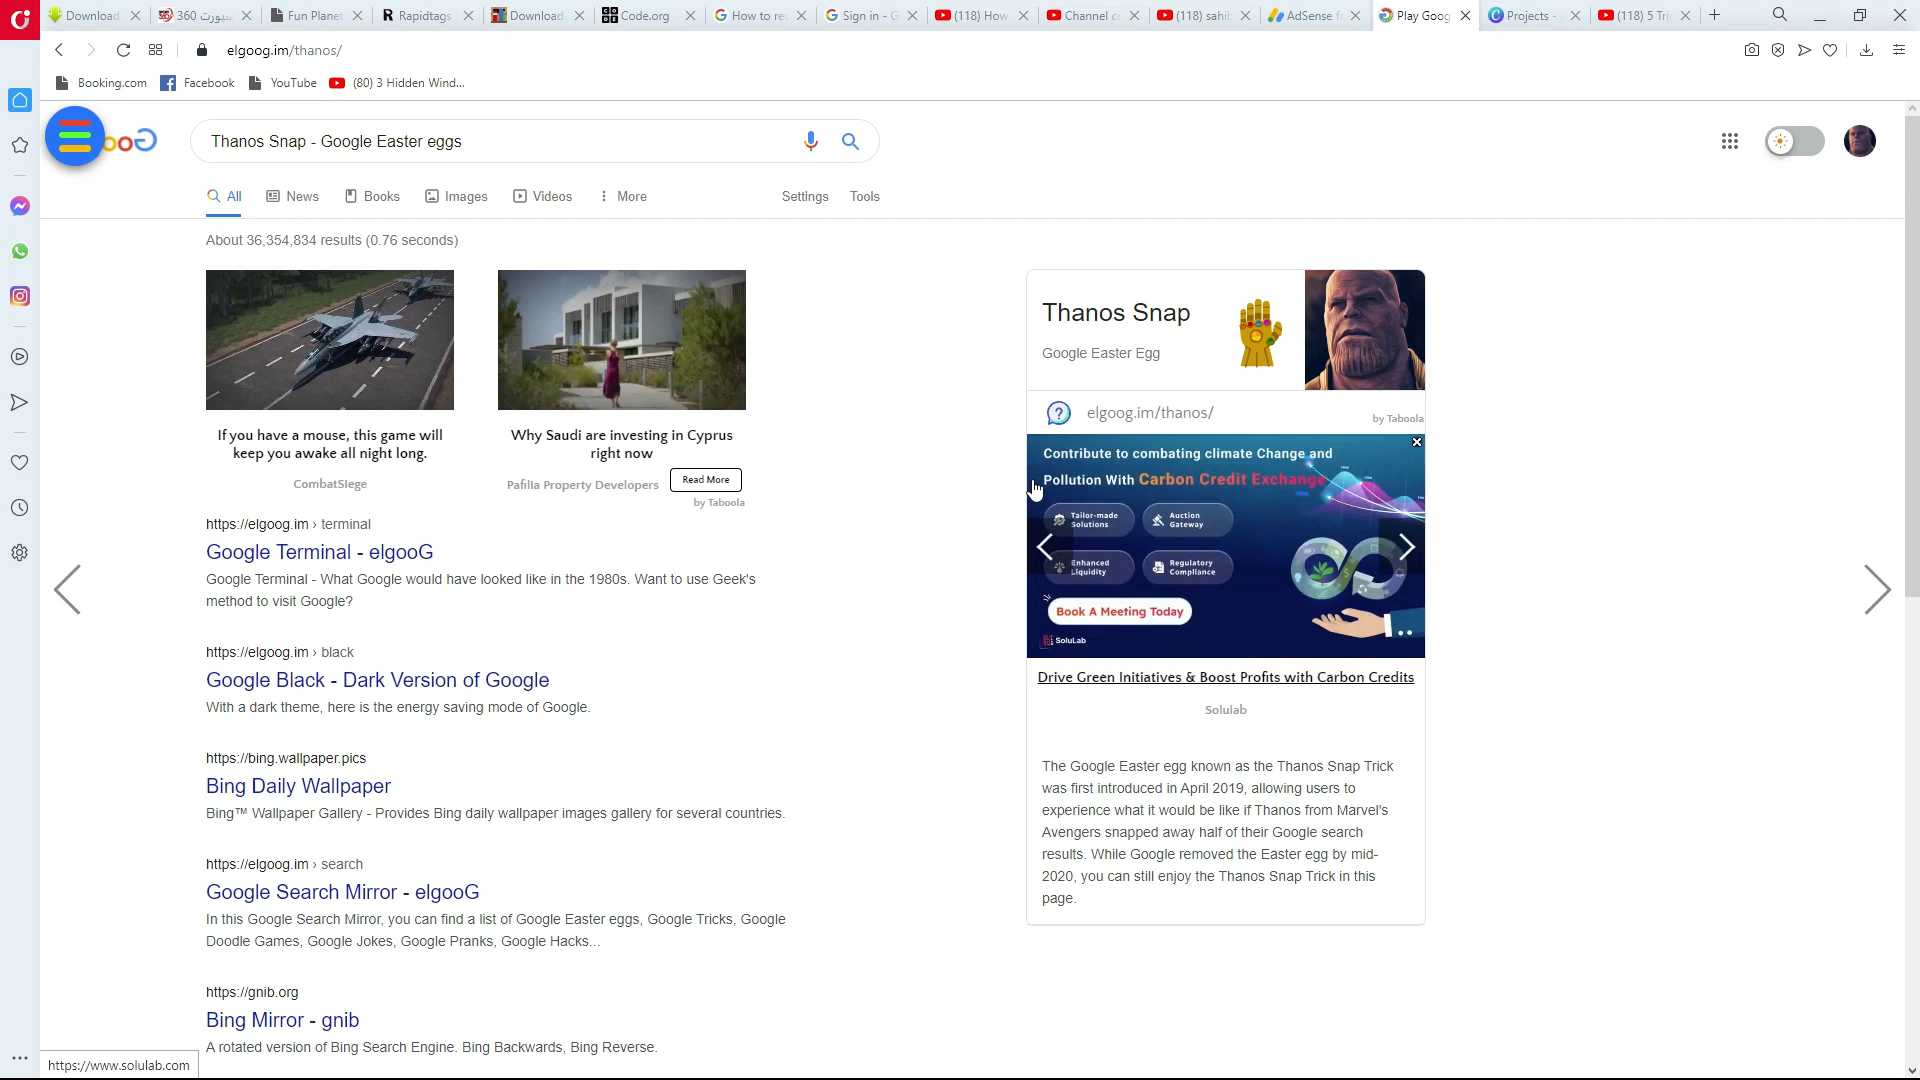 Download
360 سبورت
Fun Planet
Rapidtags
Download
Code.org
How to re
Sign in - G
(118) How
Channel c
(118) sahib
AdSense f
Play Goog
Projects -
(118) 5 Tri
elgoog.im/thanos/
Booking.com
Facebook
YouTube
(80) 3 Hidden Wind...
Thanos Snap - Google Easter eggs
All
News
Books
Images
Videos
More
Settings
Tools
About 36,354,834 results (0.76 seconds)
If you have a mouse, this game will
keep you awake all night long.
CombatSIege
Why Saudi are investing in Cyprus
right now
Pafilia Property Developers
Read More
by Taboola
https://elgoog.im › terminal
Google Terminal - elgooG
Google Terminal - What Google would have looked like in the 1980s. Want to use Geek's
method to visit Google?
https://elgoog.im › black
Google Black - Dark Version of Google
With a dark theme, here is the energy saving mode of Google.
https://bing.wallpaper.pics
Bing Daily Wallpaper
Bing™ Wallpaper Gallery - Provides Bing daily wallpaper images gallery for several countries.
https://elgoog.im › search
Google Search Mirror - elgooG
In this Google Search Mirror, you can find a list of Google Easter eggs, Google Tricks, Google
Doodle Games, Google Jokes, Google Pranks, Google Hacks...
https://gnib.org
Bing Mirror - gnib
A rotated version of Bing Search Engine. Bing Backwards, Bing Reverse.
https://www.solulab.com
Thanos Snap
Google Easter Egg
elgoog.im/thanos/
by Taboola
Contribute to combating climate Change and
Pollution With Carbon Credit Exchange
Tailor-made
Solutions
Auction
Gateway
Enhanced
Liquidity
Regulatory
Compliance
Book A Meeting Today
SoluLab
Drive Green Initiatives & Boost Profits with Carbon Credits
Solulab
The Google Easter egg known as the Thanos Snap Trick
was first introduced in April 2019, allowing users to
experience what it would be like if Thanos from Marvel's
Avengers snapped away half of their Google search
results. While Google removed the Easter egg by mid-
2020, you can still enjoy the Thanos Snap Trick in this
page.